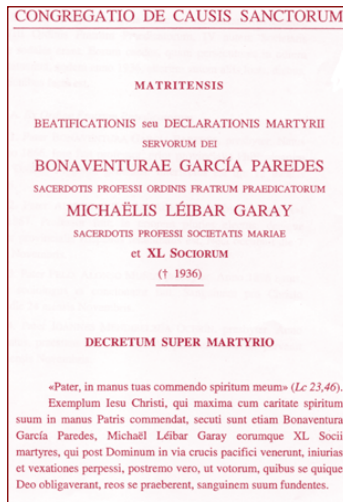 CONGREGATIO DE CAUSIS SANCTORUM
MATRITENSIS
BEATIFICATIONIS seu DECLARATIONIS MARTYRII
SERVORUM DEI
BONAVENTURAE GARCÍA PAREDES
SACERDOTIS PROFESSI ORDINIS FRATRUM PRAEDICATORUM
MICHAËLIS LÉIBAR GARAY
SACERDOTIS PROFESSI SOCIETATIS MARIAE
et XL SOCIORUM
(† 1936)
DECRETUM SUPER MARTYRIO
«Pater, in manus tuas commendo spiritum meum» (Lc 23,46).
Exemplum Iesu Christi, qui maxima cum caritate spiritum
suum in manus Patris commendat, secuti sunt etiam Bonaventura
García Paredes, Michaël Léibar Garay eorumque XL Socii
martyres, qui post Dominum in via crucis pacifici venerunt, iniurias
et vexationes perpessi, postremo vero, ut votorum, quibus se quique
Deo obligaverant, reos se praeberent, sanguinem suum fundentes.